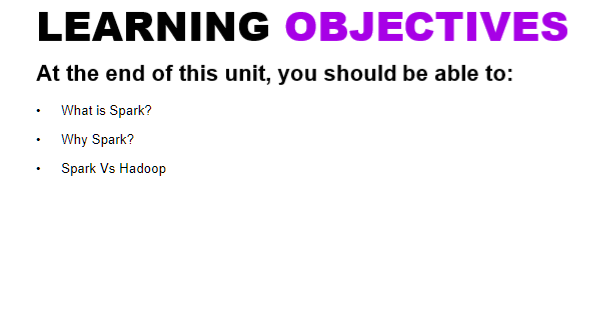 LEARNING OBJECTIVES
At the end of this unit, you should be able to:
• What is Spark?
• Why Spark?
• Spark Vs Hadoop